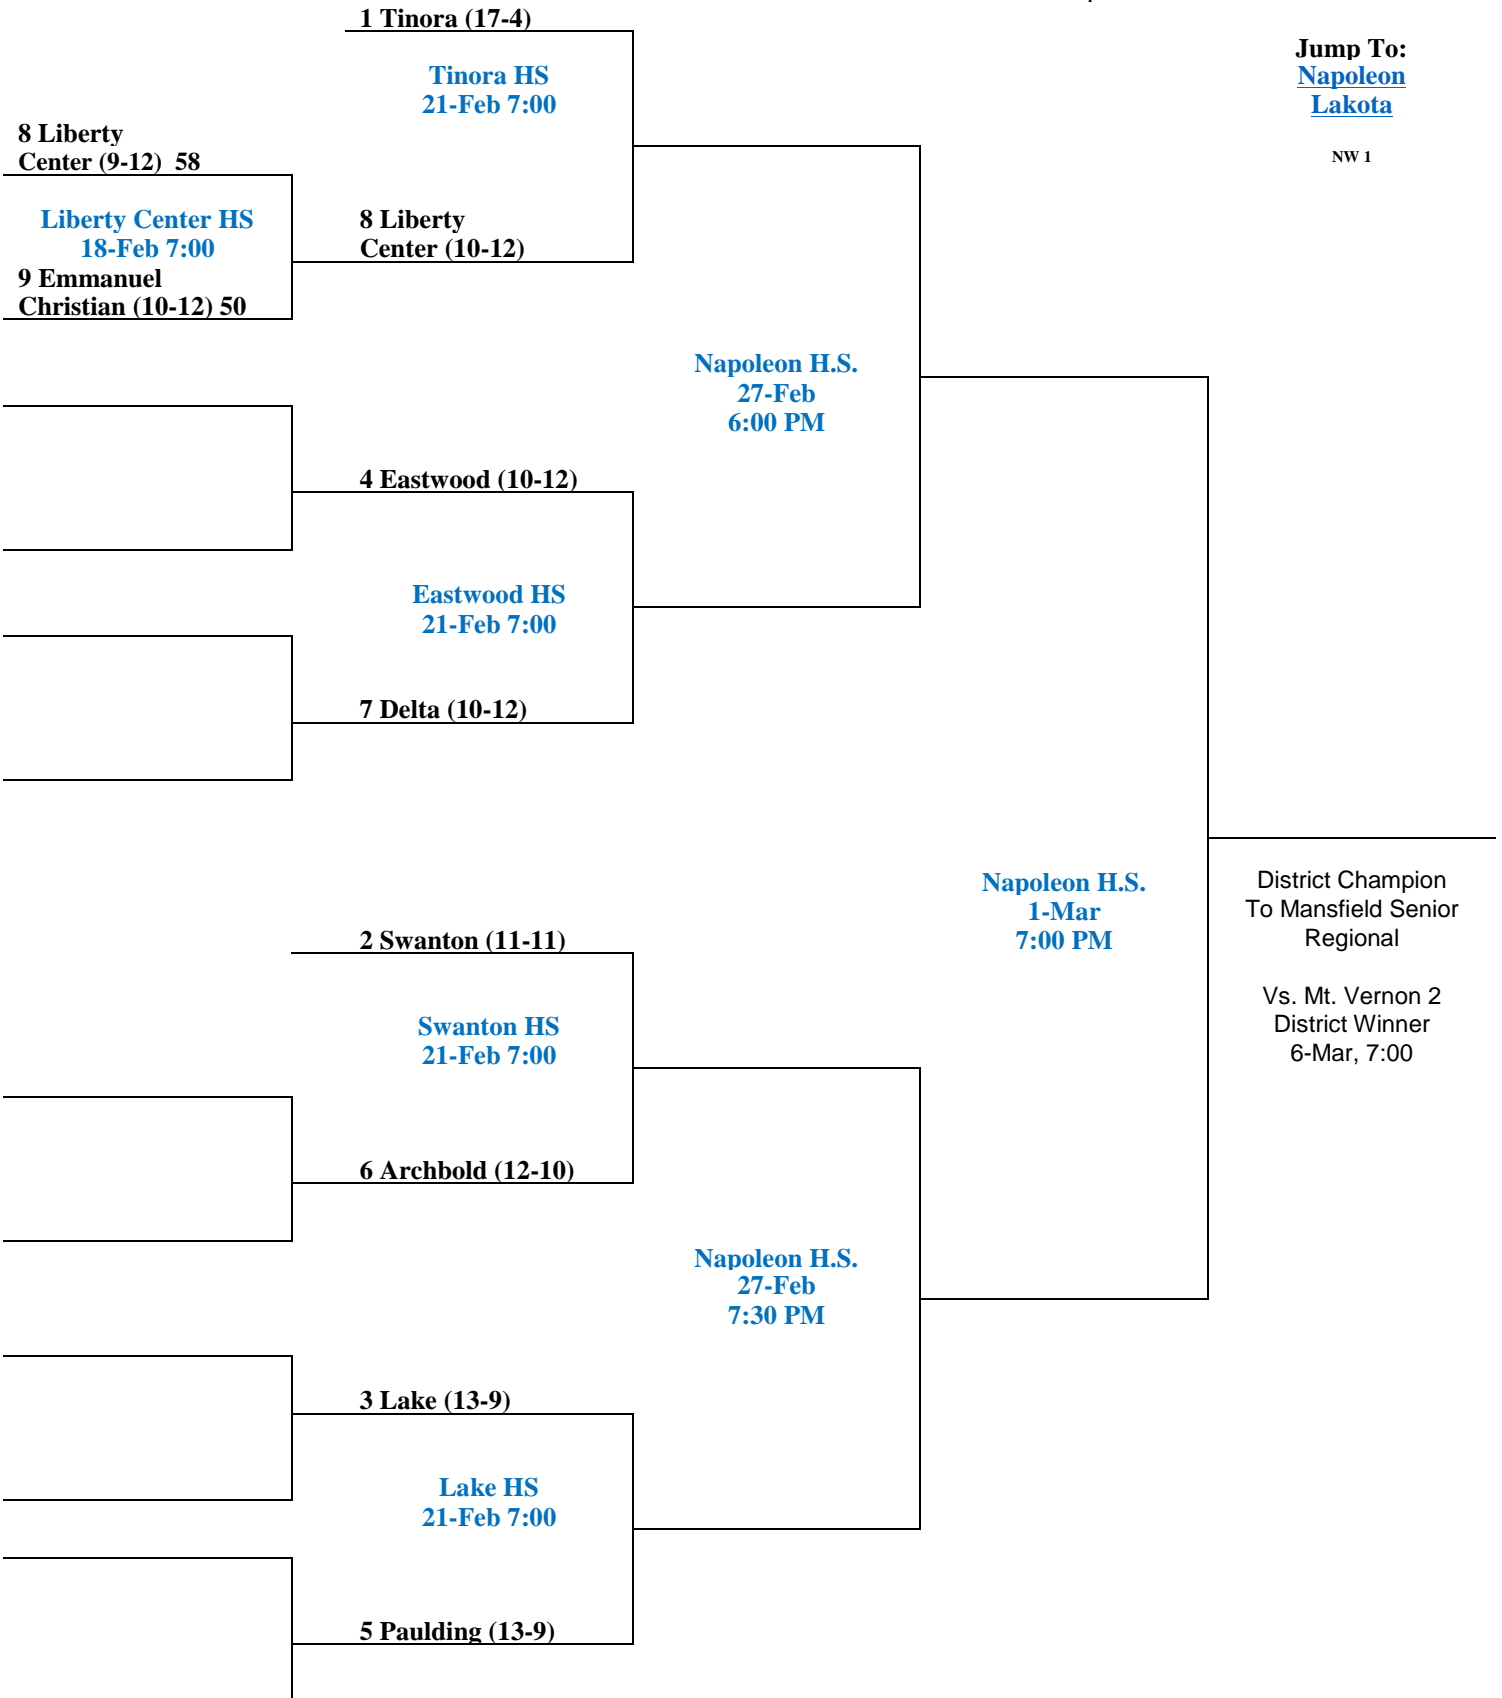 1 Tinora (17-4)
Jump To:
Napoleon
Lakota
NW 1
Tinora HS
21-Feb 7:00
8 Liberty
Center (9-12) 58
Liberty Center HS
18-Feb 7:00
9 Emmanuel
Christian (10-12) 50
8 Liberty
Center (10-12)
Napoleon H.S.
27-Feb
6:00 PM
4 Eastwood (10-12)
Eastwood HS
21-Feb 7:00
7 Delta (10-12)
Napoleon H.S.
1-Mar
7:00 PM
District Champion
To Mansfield Senior
Regional
Vs. Mt. Vernon 2
District Winner
6-Mar, 7:00
2 Swanton (11-11)
Swanton HS
21-Feb 7:00
6 Archbold (12-10)
Napoleon H.S.
27-Feb
7:30 PM
3 Lake (13-9)
Lake HS
21-Feb 7:00
5 Paulding (13-9)